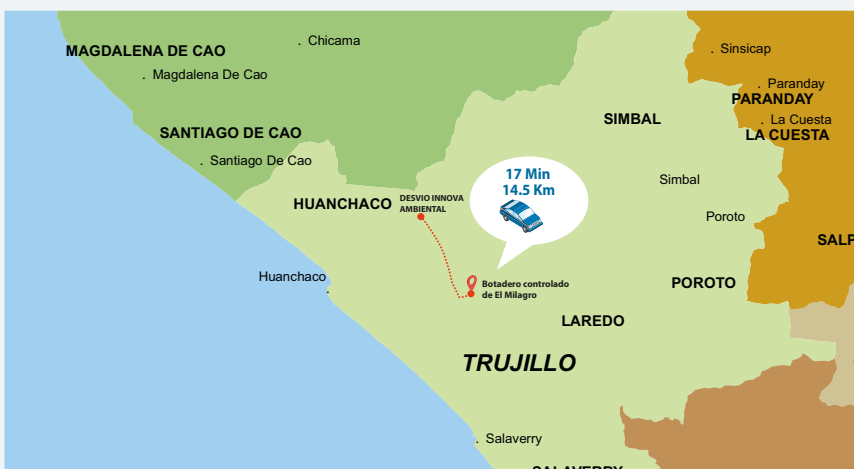 . Chicama
MAGDALENA DE CAO
. Magdalena De Cao
. Sinsicap
. Paranday
PARANDAY
. La Cuesta
LA CUESTA
SIMBAL
SANTIAGO DE CAO
. Santiago De Cao
17 Min
14.5 Km
Simbal
HUANCHACO
DESVIO INNOVA
AMBIENTAL
Poroto
SALP
Huanchaco
.
Botadero controlado
de El Milagro
POROTO
LAREDO
TRUJILLO
. Salaverry
SALAVERRY